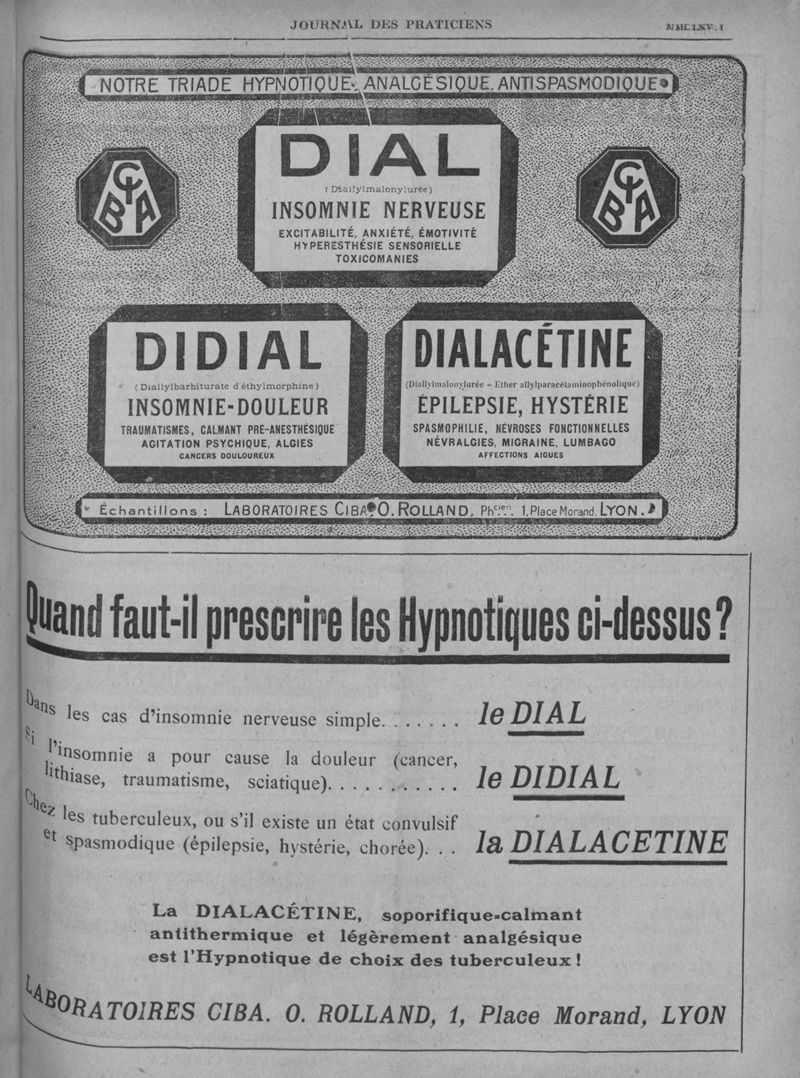 JOURNAL DES PRATICIENS
NOTRE TRIADE HYPNOTIQUE, ANALGÉSIQUE, ANTISPASMODIQUE
DIAL
(Diallylmalonylurée)
INSOMNIE NERVEUSE
EXCITABILITÉ, ANXIÉTÉ, ÉMOTIVITÉ
HYPERESTHÉSIE SENSORIELLE
TOXICOMANIES
CIBA
CIBA
DIDIAL
(Diallylbarbiturate d'éthylmorphine)
INSOMNIE-DOULEUR
TRAUMATISMES, CALMANT PRÉ-ANESTHÉSIQUE
AGITATION PSYCHIQUE, ALGIES
CANCERS DOULOUREUX
DIALACÉTINE
(Diallylmalonylurée + Ether allylparacétaminophénolique)
ÉPILEPSIE, HYSTÉRIE
SPASMOPHILIE, NÉVROSES FONCTIONNELLES
NÉVRALGIES, MIGRAINE, LUMBAGO
AFFECTIONS AIGUES
Échantillons : LABORATOIRES CIBA, O. ROLLAND, Phcien, 1, Place Morand, LYON.
Quand faut-il prescrire les Hypnotiques ci-dessus ?
Dans les cas d'insomnie nerveuse simple....... le DIAL
Si l'insomnie a pour cause la douleur (cancer,
lithiase, traumatisme, sciatique)............ le DIDIAL
Chez les tuberculeux, ou s'il existe un état convulsif
et spasmodique (épilepsie, hystérie, chorée)... la DIALACETINE
La DIALACÉTINE, soporifique-calmant
antithermique et légèrement analgésique
est l'Hypnotique de choix des tuberculeux !
LABORATOIRES CIBA. O. ROLLAND, 1, Place Morand, LYON